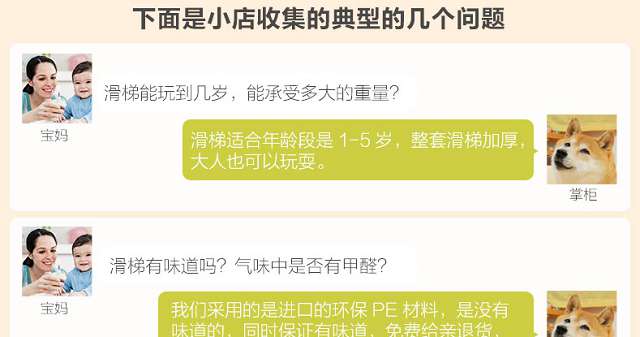 下面是小店收集的典型的几个问题
滑梯能玩到几岁，能承受多大的重量？
宝妈
滑梯适合年龄段是 1-5 岁，整套滑梯加厚，
大人也可以玩耍。
掌柜
滑梯有味道吗？气味中是否有甲醛？
宝妈
我们采用的是进口的环保 PE 材料，是没有
味道的，同时保证有味道，免费给亲退货，